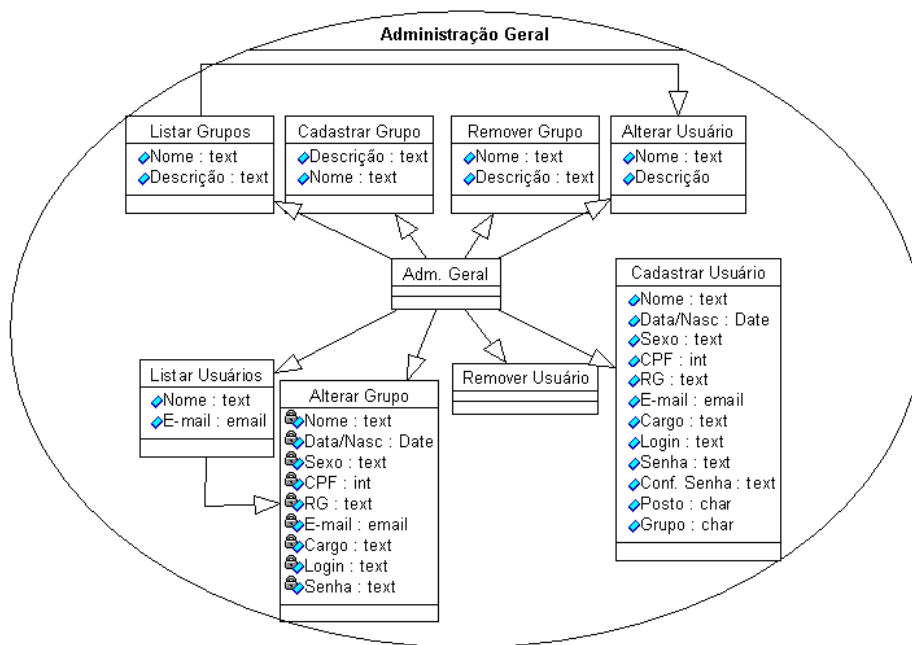 Administração Geral
Listar Grupos
Nome : text
Descrição : text
Cadastrar Grupo
Descrição : text
Nome : text
Remover Grupo
Nome : text
Descrição : text
Alterar Usuário
Nome : text
Descrição
Adm. Geral
Cadastrar Usuário
Nome : text
Data/Nasc : Date
Sexo : text
CPF : int
RG : text
E-mail : email
Cargo : text
Login : text
Senha : text
Conf. Senha : text
Posto : char
Grupo : char
Listar Usuários
Nome : text
E-mail : email
Alterar Grupo
Nome : text
Data/Nasc : Date
Sexo : text
CPF : int
RG : text
E-mail : email
Cargo : text
Login : text
Senha : text
Remover Usuário